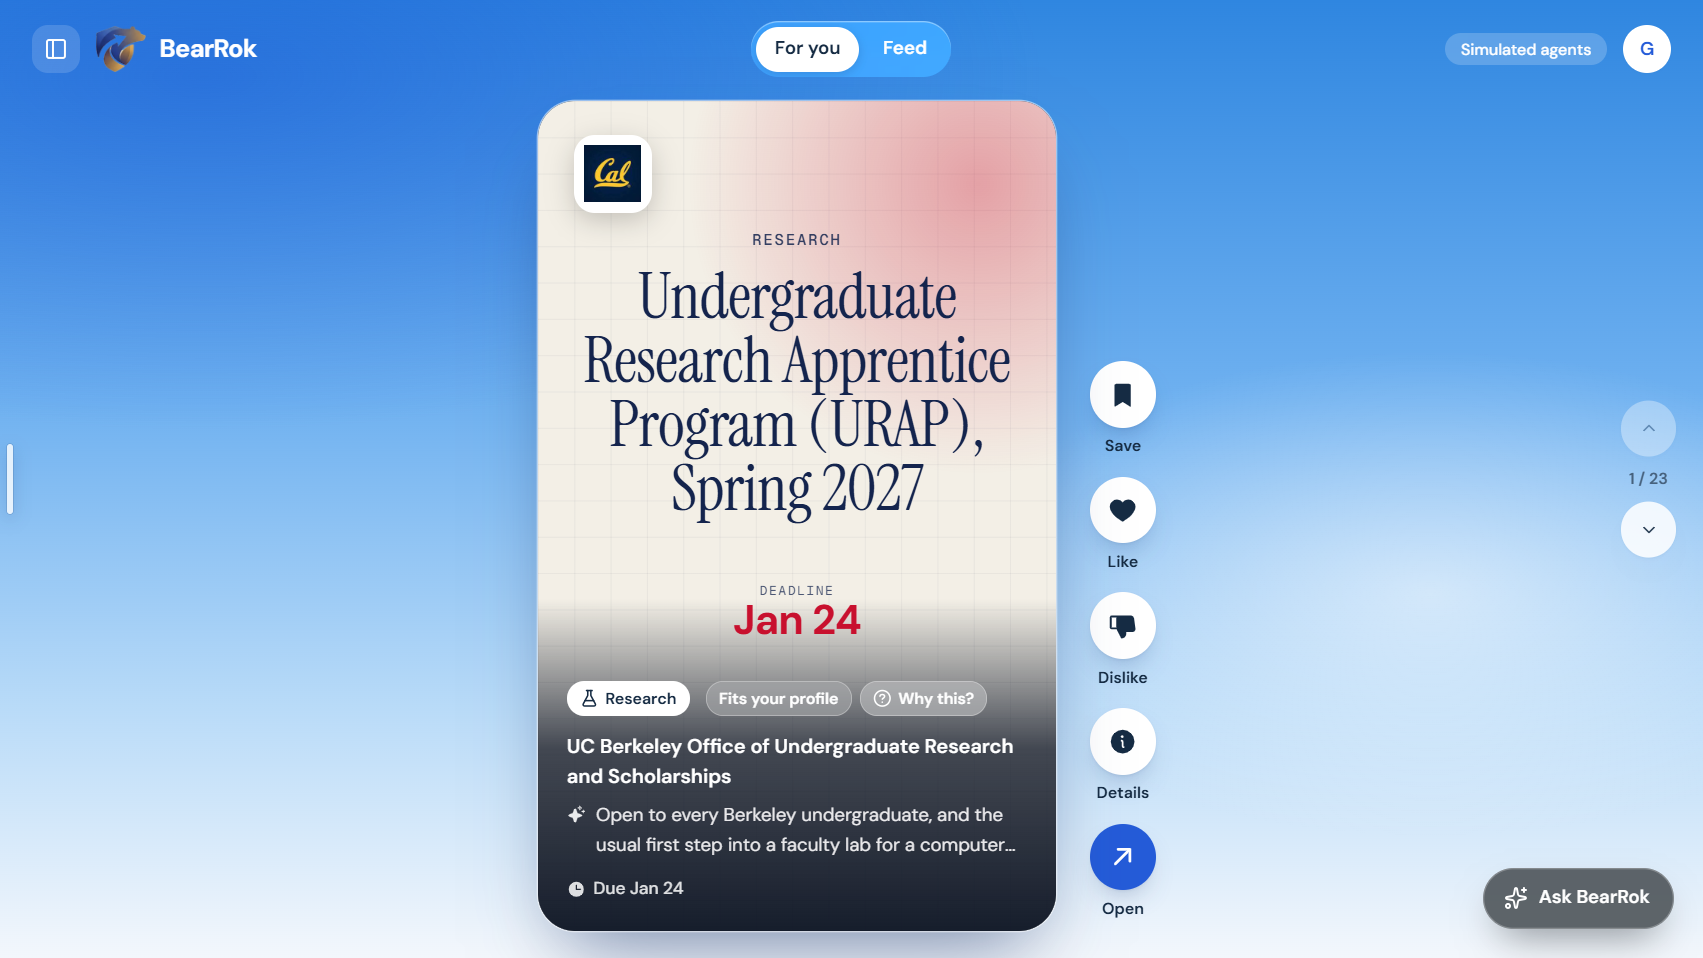 BearRok
For you
Feed
Simulated agents
G
Cal
RESEARCH
Undergraduate
Research Apprentice
Program (URAP),
Spring 2027
DEADLINE
Jan 24
Research
Fits your profile
Why this?
UC Berkeley Office of Undergraduate Research
and Scholarships
Open to every Berkeley undergraduate, and the
usual first step into a faculty lab for a computer...
Due Jan 24
Save
Like
Dislike
Details
Open
1 / 23
Ask BearRok